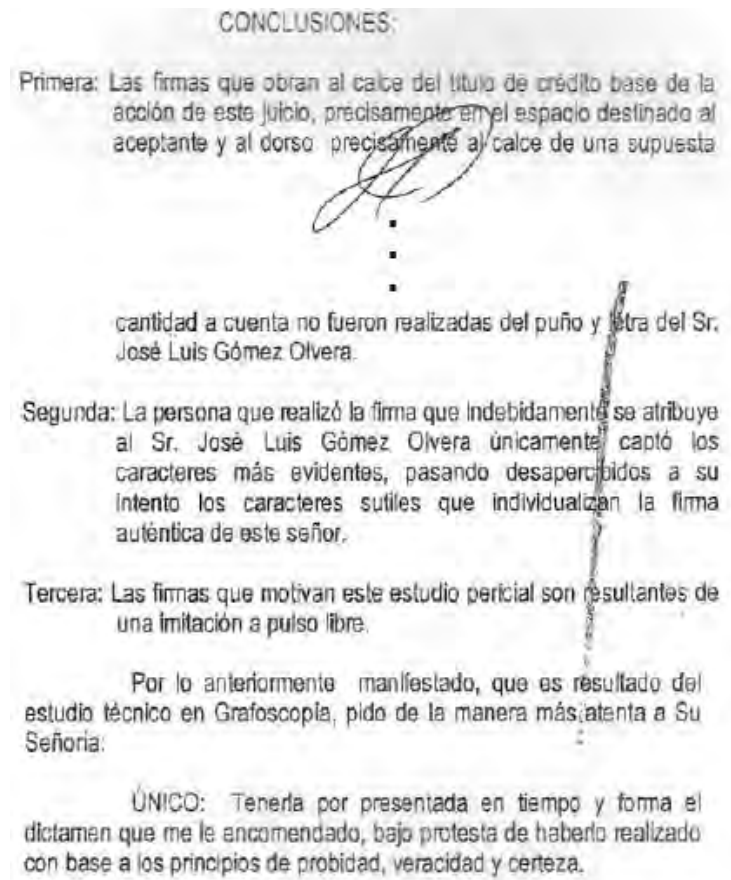 CONCLUSIONES:
Primera: Las firmas que obran al calce del título de crédito base de la
acción de este juicio, precisamente en el espacio destinado al
aceptante y al dorso precisamente al calce de una supuesta
cantidad a cuenta no fueron realizadas del puño y letra del Sr.
José Luis Gómez Olvera.
Segunda: La persona que realizó la firma que indebidamente se atribuye
al Sr. José Luis Gómez Olvera únicamente captó los
caracteres más evidentes, pasando desapercibidos a su
intento los caracteres sutiles que individualizan la firma
auténtica de este señor.
Tercera: Las firmas que motivan este estudio pericial son resultantes de
una imitación a pulso libre.
Por lo anteriormente manifestado, que es resultado del
estudio técnico en Grafoscopía, pido de la manera más atenta a Su
Señoría:
ÚNICO: Tenerla por presentada en tiempo y forma el
dictamen que me fe encomendado, bajo protesta de haberlo realizado
con base a los principios de probidad, veracidad y certeza.